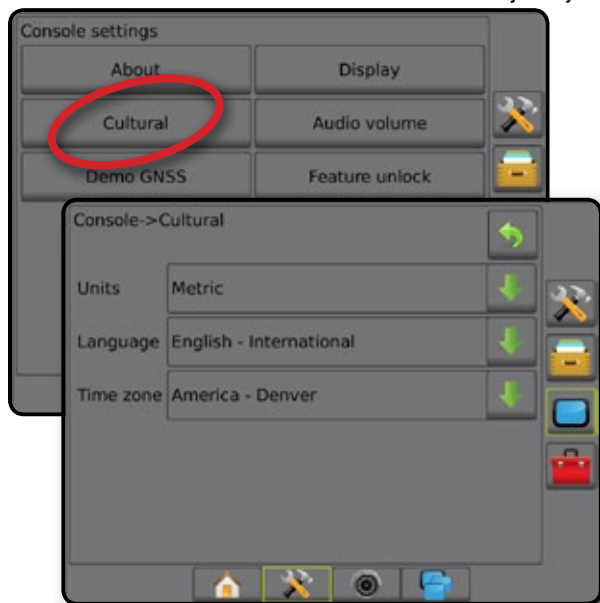 Console settings
About Display
Cultural Audio volume
Demo GNSS Feature unlock
Console->Cultural
Units Metric
Language English - International
Time zone America - Denver